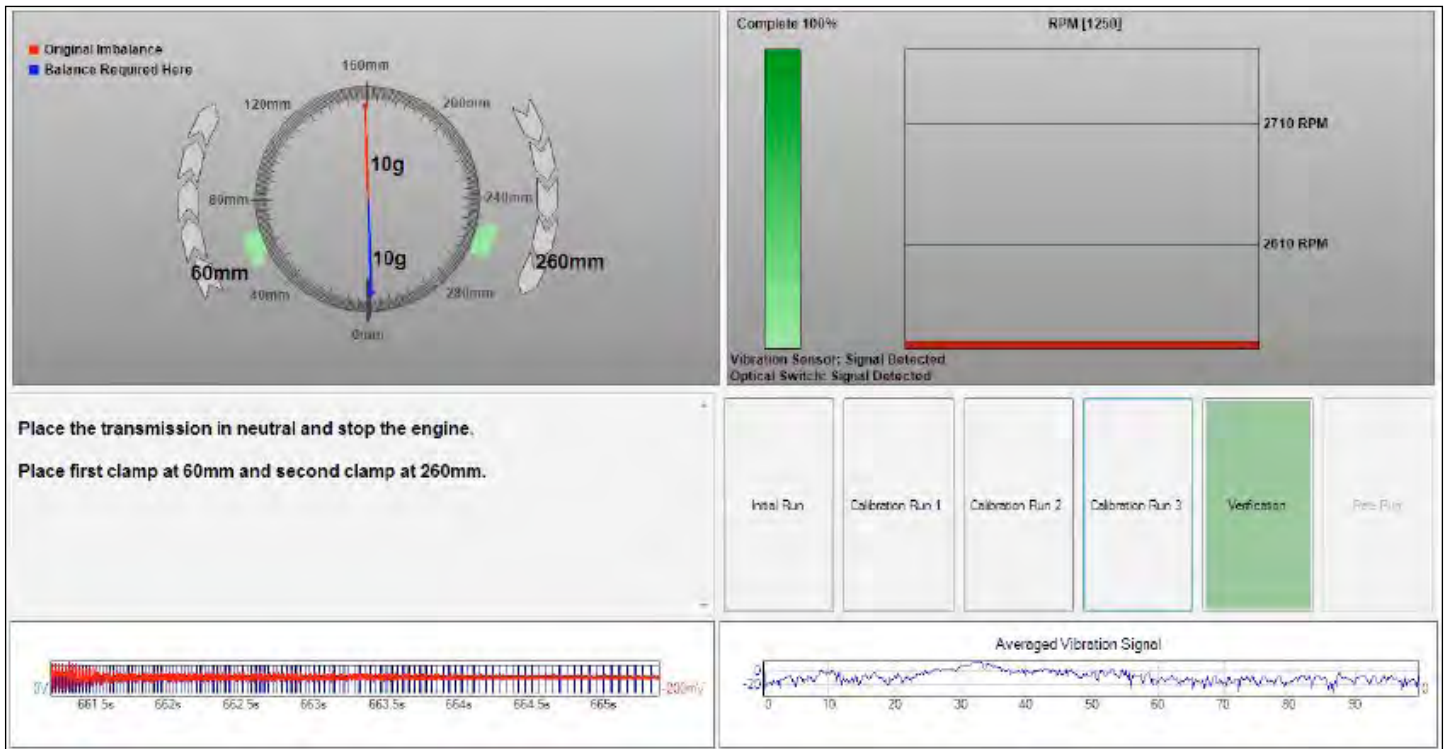 Original Imbalance
Balance Required Here
160mm
120mm
200mm
10g
80mm
240mm
10g
60mm
260mm
40mm
280mm
0mm
Complete 100%
RPM [1250]
2710 RPM
2610 RPM
Vibration Sensor: Signal Detected
Optical Switch: Signal Detected
Place the transmission in neutral and stop the engine.
Place first clamp at 60mm and second clamp at 260mm.
Initial Run
Calibration Run 1
Calibration Run 2
Calibration Run 3
Verification
0V
-200mV
661.5s 662s 662.5s 663s 663.5s 664s 664.5s 665s
Averaged Vibration Signal
0
0 10 20 30 40 50 60 70 80 90